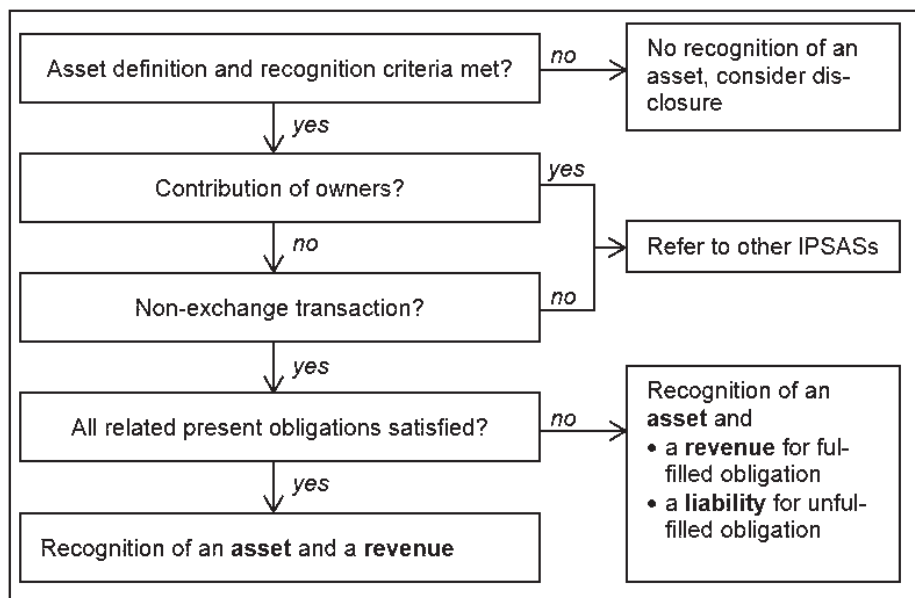 Asset definition and recognition criteria met?
no
No recognition of an
asset, consider dis-
closure
yes
Contribution of owners?
yes
no
Refer to other IPSASs
Non-exchange transaction?
no
yes
All related present obligations satisfied?
no
Recognition of an
asset and
• a revenue for ful-
filled obligation
• a liability for unful-
filled obligation
yes
Recognition of an asset and a revenue